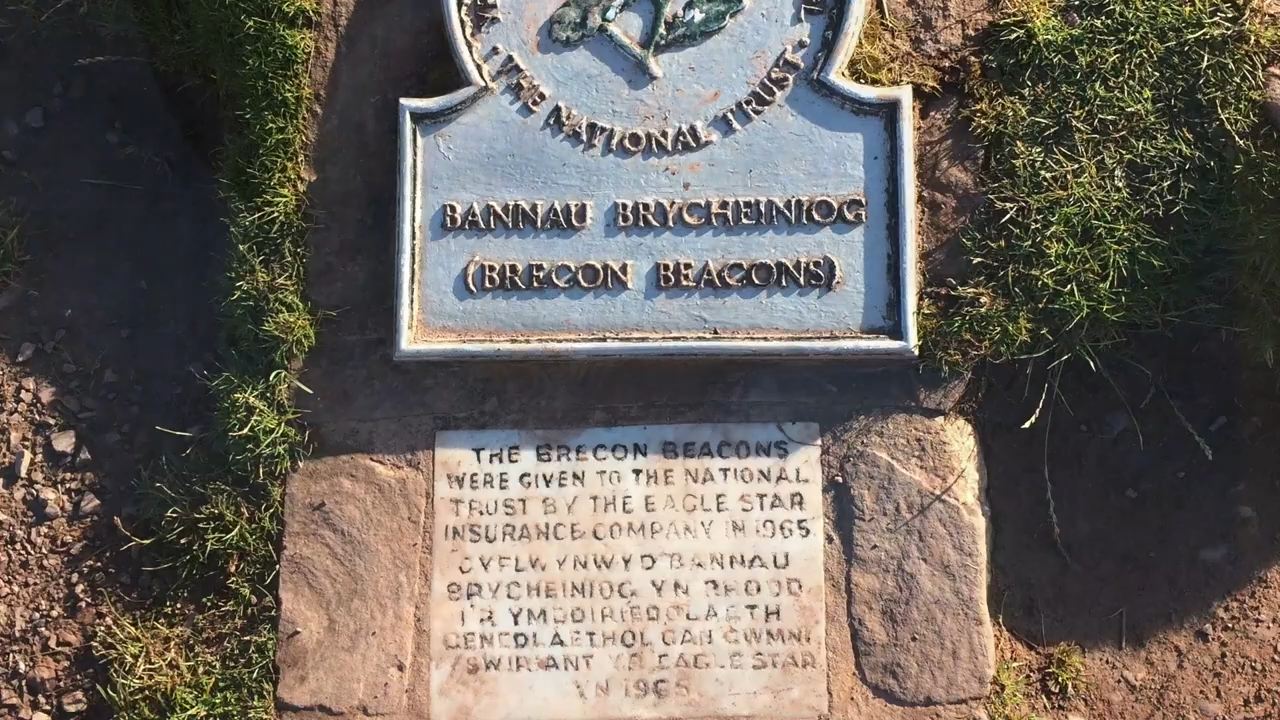 THE NATIONAL TRUST
BANNAU BRYCHEINIOG
(BRECON BEACONS)
THE BRECON BEACONS
WERE GIVEN TO THE NATIONAL
TRUST BY THE EAGLE STAR
INSURANCE COMPANY IN 1965
CYFLWYNWYD BANNAU
BRYCHEINIOG YN RHODD
I'R YMDDIRIEDOLAETH
GENEDLAETHOL GAN GWMNI
YSWIRIANT YR EAGLE STAR
YN 1965